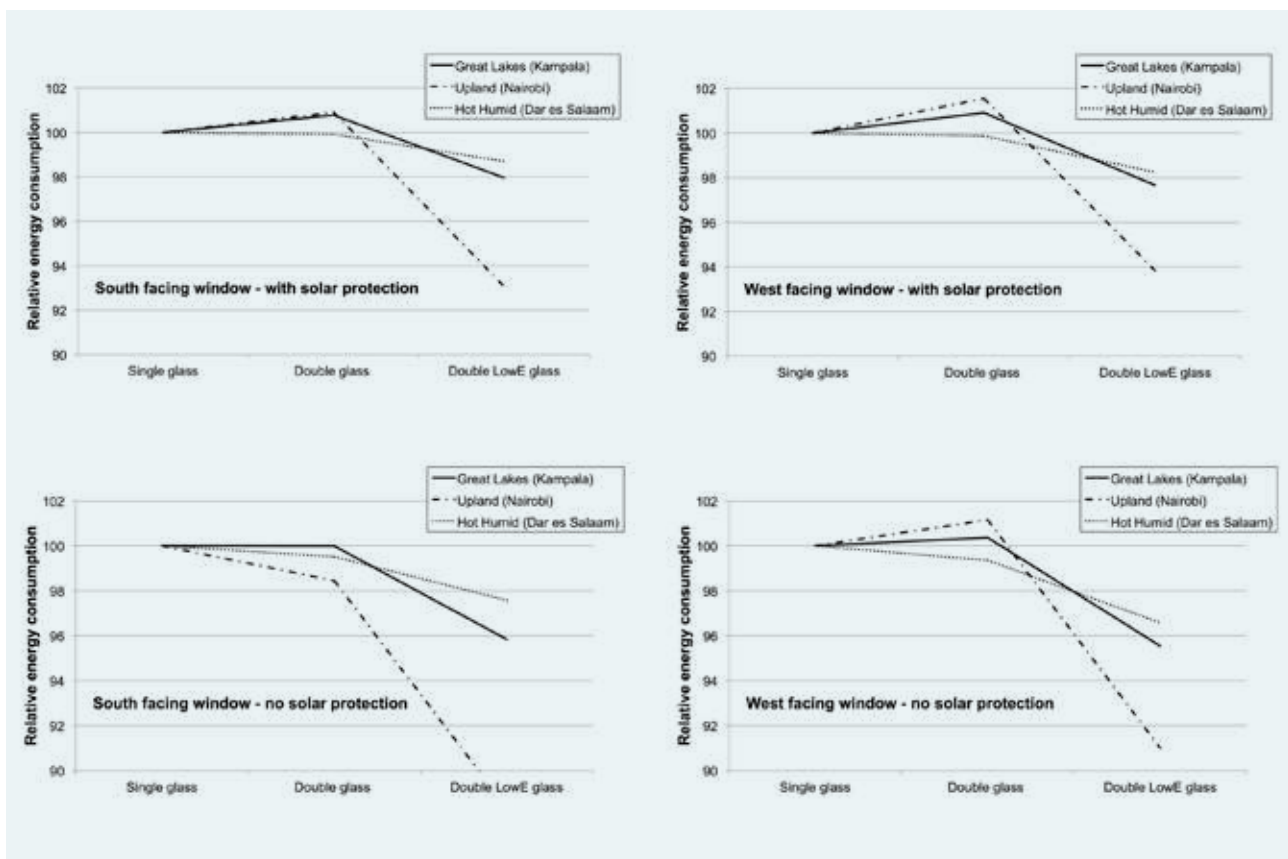 Great Lakes (Kampala)
Upland (Nairobi)
Hot Humid (Dar es Salaam)
102
100
98
96
94
92
90
Relative energy consumption
South facing window - with solar protection
Single glass
Double glass
Double LowE glass
Great Lakes (Kampala)
Upland (Nairobi)
Hot Humid (Dar es Salaam)
102
100
98
96
94
92
90
Relative energy consumption
West facing window - with solar protection
Single glass
Double glass
Double LowE glass
Great Lakes (Kampala)
Upland (Nairobi)
Hot Humid (Dar es Salaam)
102
100
98
96
94
92
90
Relative energy consumption
South facing window - no solar protection
Single glass
Double glass
Double LowE glass
Great Lakes (Kampala)
Upland (Nairobi)
Hot Humid (Dar es Salaam)
102
100
98
96
94
92
90
Relative energy consumption
West facing window - no solar protection
Single glass
Double glass
Double LowE glass